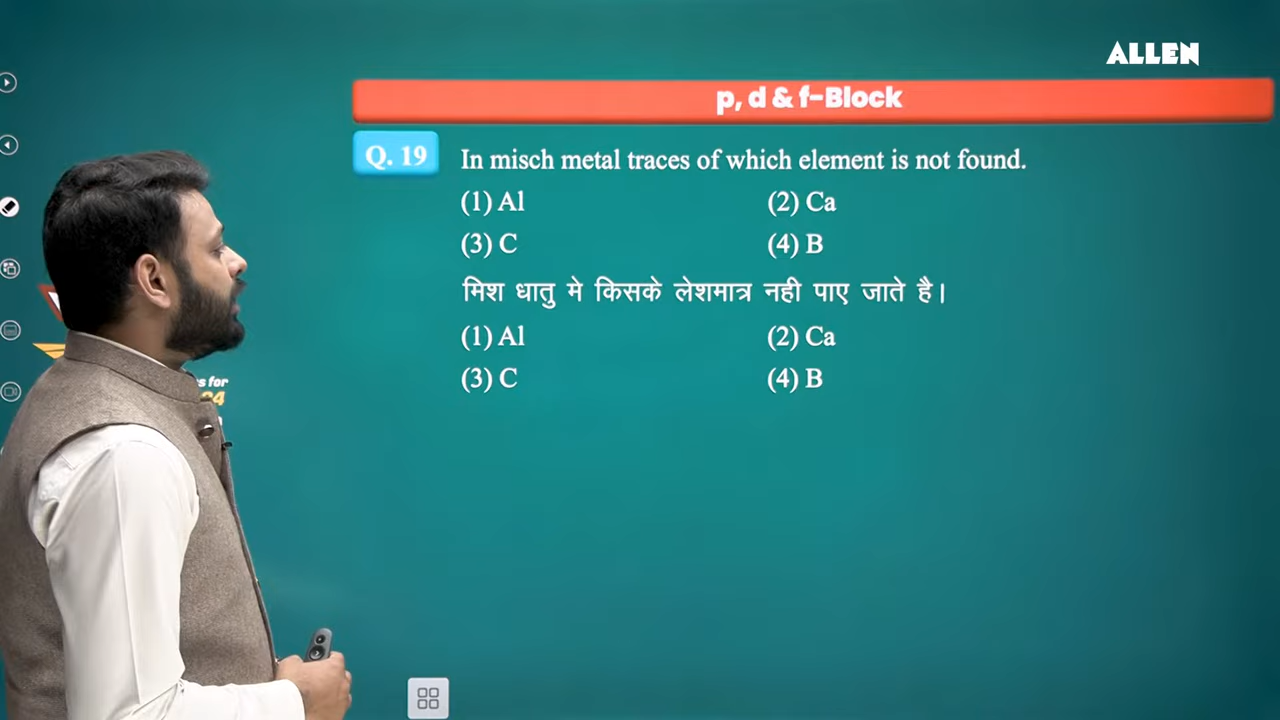 ALLEN
p, d & f-Block
Q. 19 In misch metal traces of which element is not found.
(1) Al (2) Ca
(3) C (4) B
मिश धातु मे किसके लेशमात्र नही पाए जाते है।
(1) Al (2) Ca
(3) C (4) B
s for